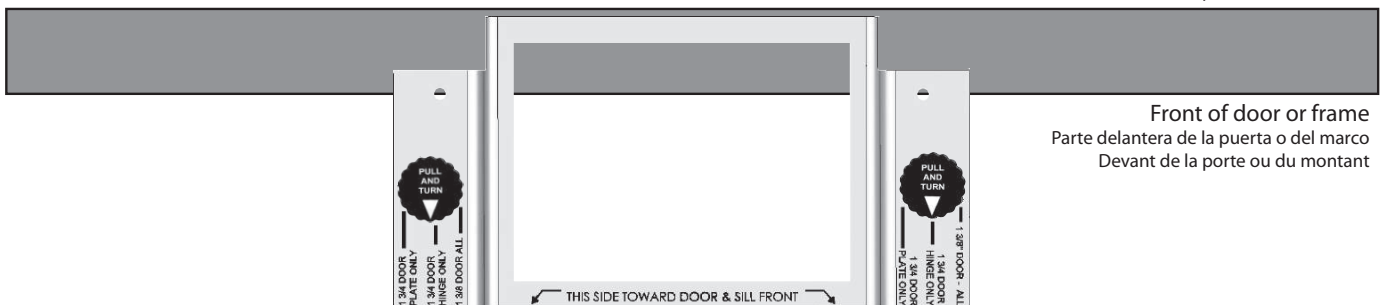 Front of door or frame
Parte delantera de la puerta o del marco
Devant de la porte ou du montant
PULL
AND
TURN
1 3/4 DOOR
PLATE ONLY
1 3/4 DOOR
HINGE ONLY
1 3/8 DOOR ALL
PULL
AND
TURN
1 3/8" DOOR - ALL
1 3/4 DOOR
HINGE ONLY
1 3/4 DOOR
PLATE ONLY
THIS SIDE TOWARD DOOR & SILL FRONT